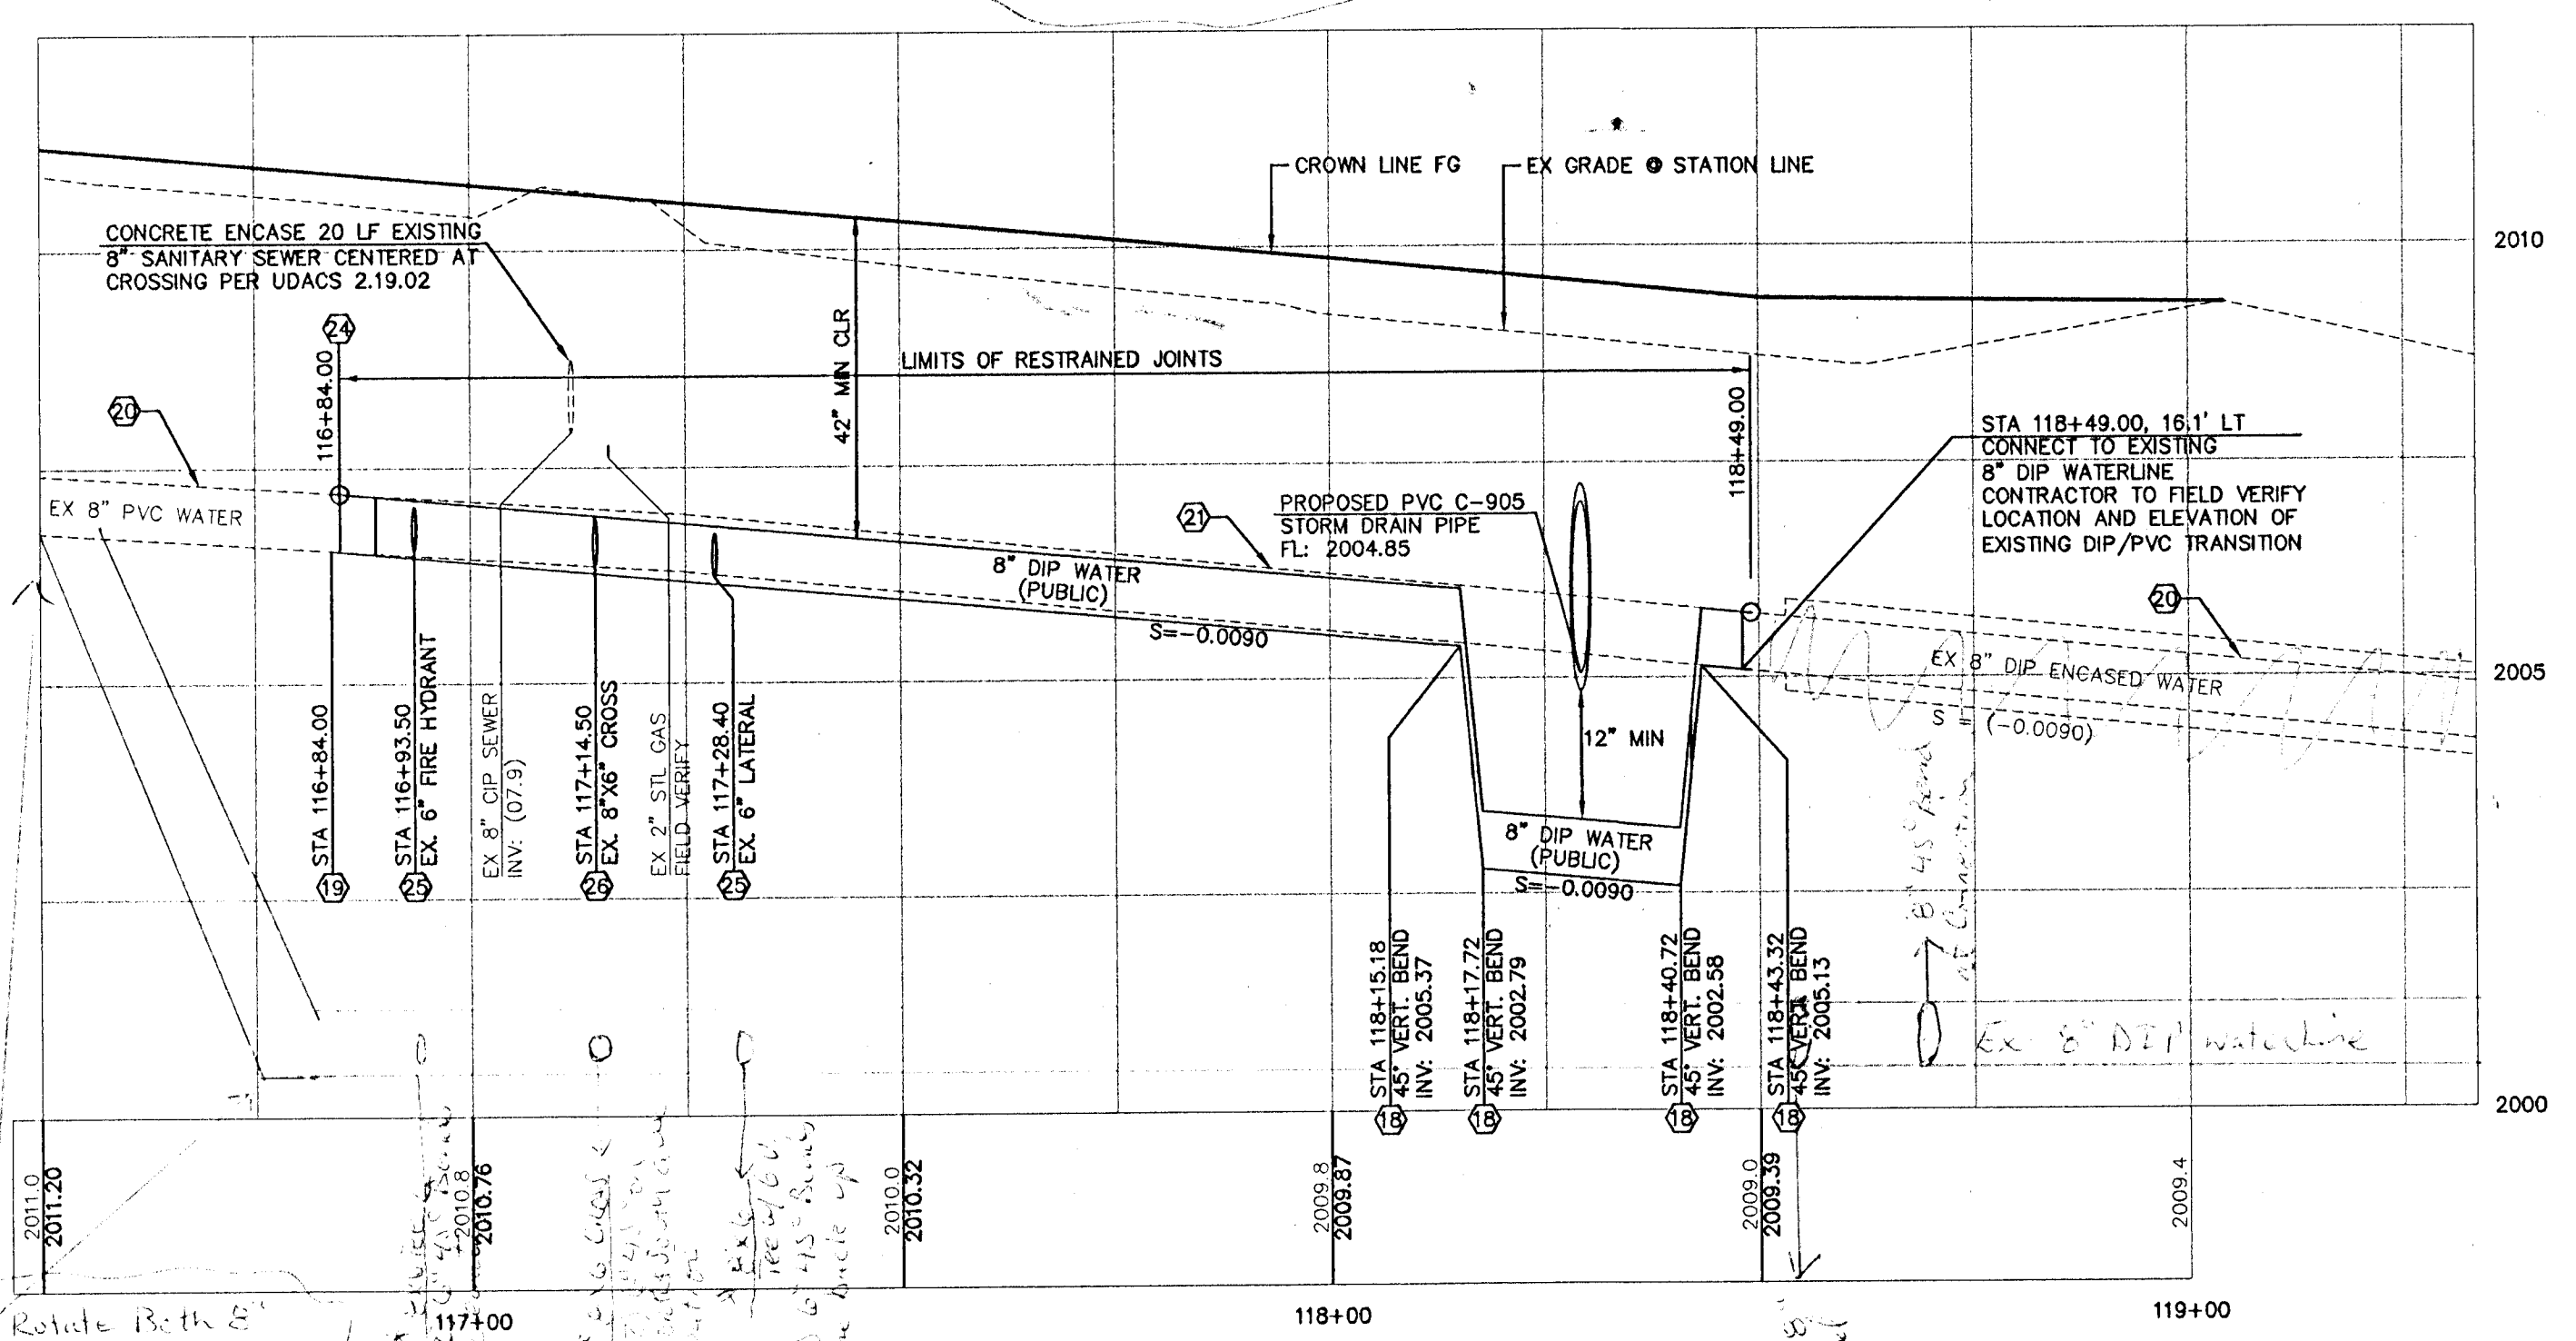 CROWN LINE FG
EX GRADE @ STATION LINE
2010
CONCRETE ENCASE 20 LF EXISTING
8" SANITARY SEWER CENTERED AT
CROSSING PER UDACS 2.19.02
24
116+84.00
LIMITS OF RESTRAINED JOINTS
42" MIN CLR
118+49.00
20
STA 118+49.00, 16.1' LT
CONNECT TO EXISTING
8" DIP WATERLINE
CONTRACTOR TO FIELD VERIFY
LOCATION AND ELEVATION OF
EXISTING DIP/PVC TRANSITION
EX 8" PVC WATER
21
PROPOSED PVC C-905
STORM DRAIN PIPE
FL: 2004.85
8" DIP WATER
(PUBLIC)
S=-0.0090
20
EX 8" DIP ENCASED WATER
S = (-0.0090)
2005
12" MIN
8" DIP WATER
(PUBLIC)
S=-0.0090
STA 116+84.00
19
STA 116+93.50
EX. 6" FIRE HYDRANT
25
EX 8" CIP SEWER
INV: (07.9)
STA 117+14.50
EX. 8"X6" CROSS
26
EX 2" STL GAS
FIELD VERIFY
STA 117+28.40
EX. 6" LATERAL
25
STA 118+15.18
45° VERT. BEND
INV: 2005.37
18
STA 118+17.72
45° VERT. BEND
INV: 2002.79
18
STA 118+40.72
45° VERT. BEND
INV: 2002.58
18
STA 118+43.32
45° VERT. BEND
INV: 2005.13
18
8" 45° Bend
at Connection
Ex 8" DIP waterline
2000
2011.0
2011.20
2010.8
2010.76
2010.0
2010.32
2009.8
2009.87
2009.0
2009.39
2009.4
Rotate Both 8"
117+00
118+00
119+00